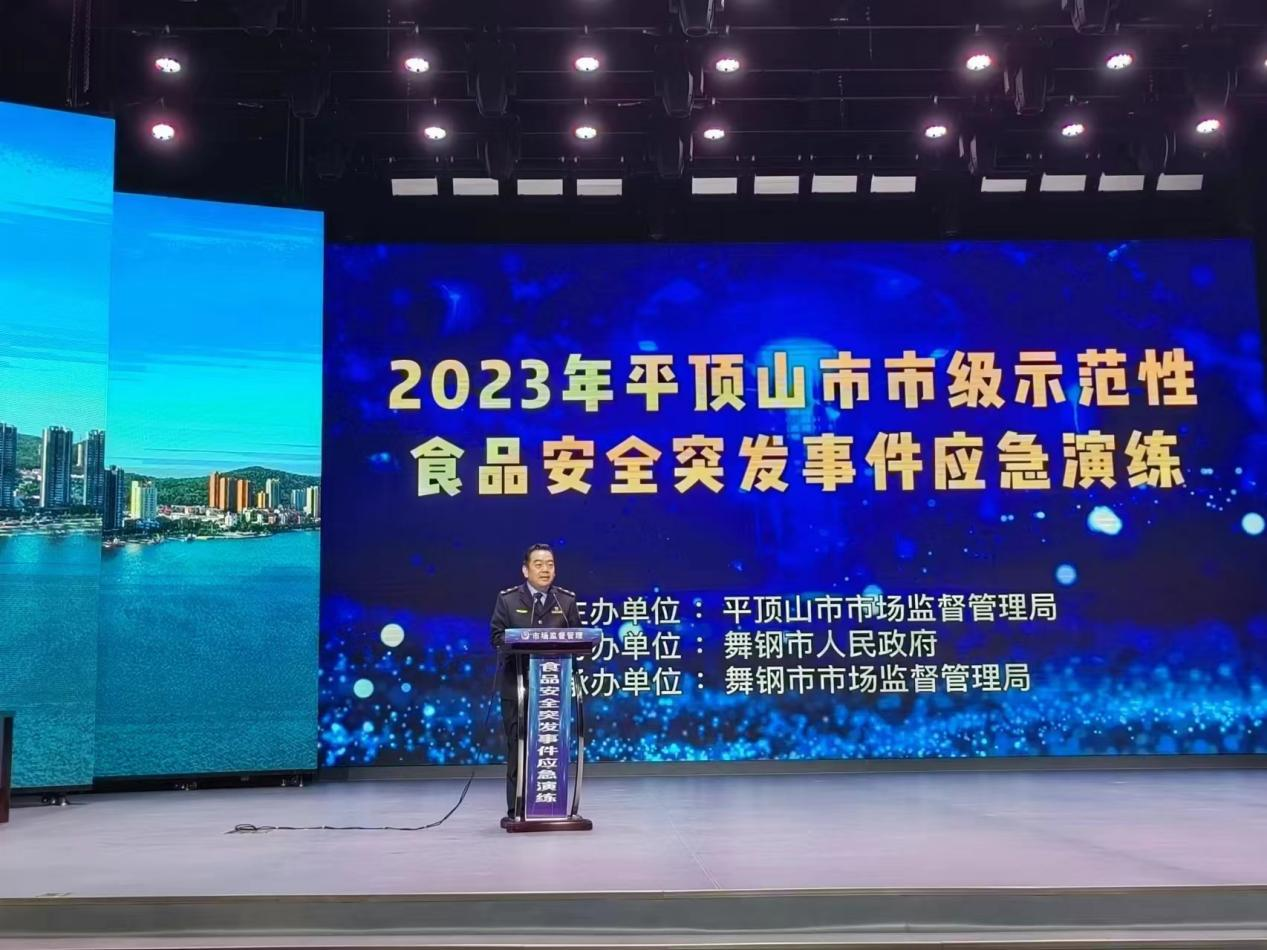 2023年平顶山市市级示范性
食品安全突发事件应急演练
主办单位：平顶山市市场监督管理局
办单位：舞钢市人民政府
承办单位：舞钢市市场监督管理局
市场监督管理
食品安全突发事件应急演练